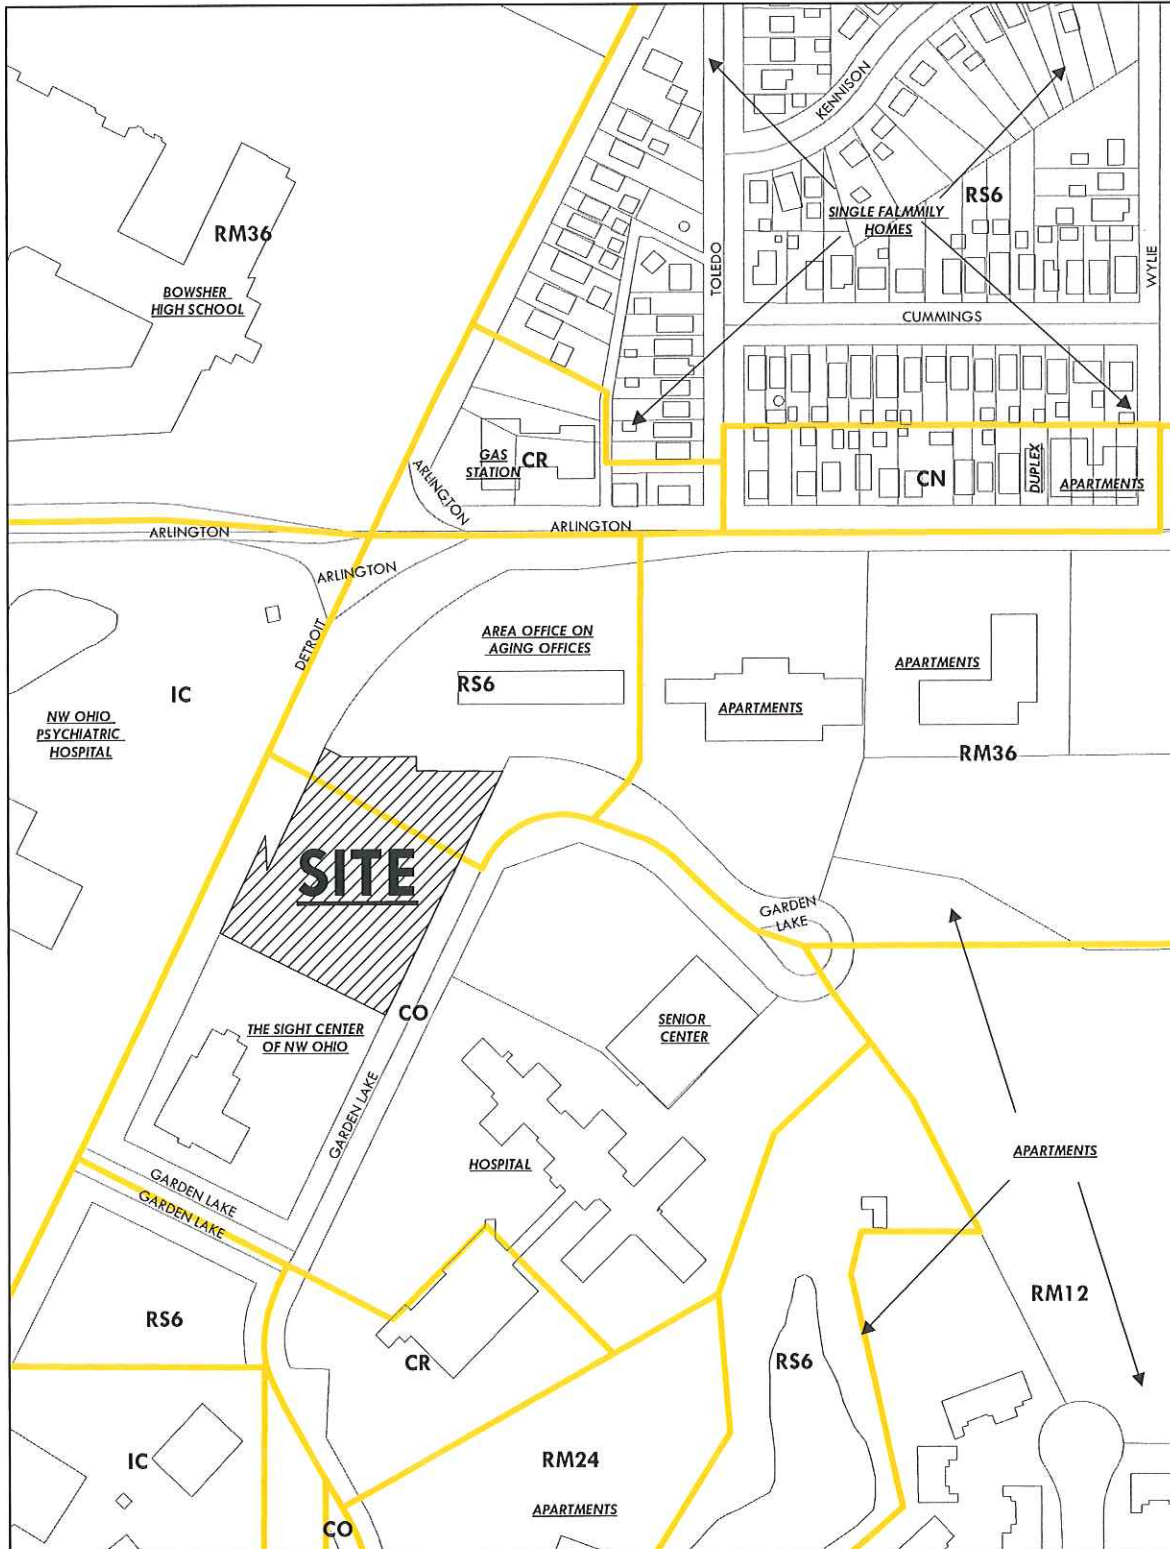 KENNISON
RM36
BOWSHER
HIGH SCHOOL
TOLEDO
SINGLE FALMMILY
HOMES
RS6
WYLIE
CUMMINGS
GAS
STATION
CR
ARLINGTON
CN
DUPLEX
APARTMENTS
ARLINGTON
ARLINGTON
ARLINGTON
DETROIT
AREA OFFICE ON
AGING OFFICES
RS6
APARTMENTS
APARTMENTS
RM36
IC
NW OHIO
PSYCHIATRIC
HOSPITAL
SITE
GARDEN
LAKE
CO
THE SIGHT CENTER
OF NW OHIO
SENIOR
CENTER
GARDEN LAKE
HOSPITAL
APARTMENTS
GARDEN LAKE
GARDEN LAKE
RS6
CR
RS6
RM12
IC
RM24
APARTMENTS
CO